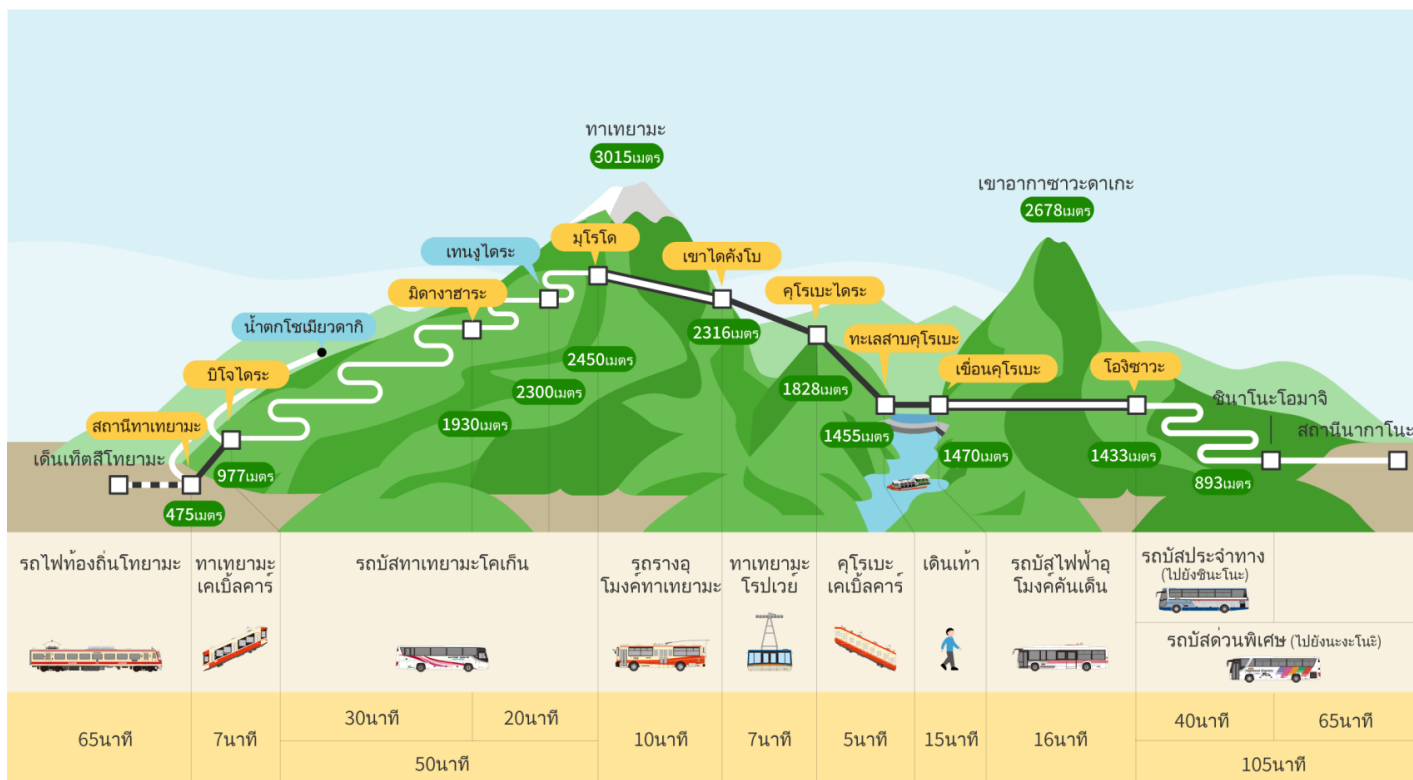 ทาเทยามะ
3015เมตร
เขาอากาซาวะดาเกะ
2678เมตร
มุโรโด
เทนงูไดระ
เขาไดคังโบ
มิดางาฮาระ
คุโรเบะไดระ
น้ำตกโชเมียวดากิ
2316เมตร
ทะเลสาบคุโรเบะ
2450เมตร
บิโจไดระ
เขื่อนคุโรเบะ
โองิซาวะ
1828เมตร
2300เมตร
ชินาโนะโอมาจิ
1930เมตร
สถานีทาเทยามะ
1455เมตร
สถานีนากาโนะ
1470เมตร
1433เมตร
เด็นเท็ตสึโทยามะ
977เมตร
893เมตร
475เมตร
รถไฟท้องถิ่นโทยามะ
ทาเทยามะ
เคเบิ้ลคาร์
รถบัสทาเทยามะโคเก็น
รถรางอุ
โมงค์ทาเทยามะ
ทาเทยามะ
โรปเวย์
คุโรเบะ
เคเบิ้ลคาร์
เดินเท้า
รถบัสไฟฟ้าอุ
โมงค์คันเด็น
รถบัสประจำทาง
(ไปยังชินะโนะ)
รถบัสด่วนพิเศษ (ไปยังนะงะโนะ)
65นาที
7นาที
30นาที
20นาที
50นาที
10นาที
7นาที
5นาที
15นาที
16นาที
40นาที
65นาที
105นาที